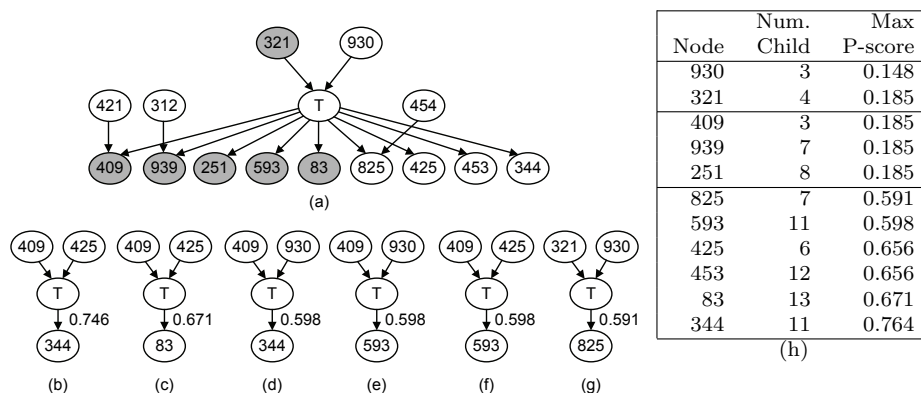 321 930
T
421 312 454
409 939 251 593 83 825 425 453 344
(a)
409 425 409 425 409 930 409 930 409 425 321 930
T T T T T T
0.746 0.671 0.598 0.598 0.598 0.591
344 83 344 593 593 825
(b) (c) (d) (e) (f) (g)
Num. Max
Node Child P-score
930 3 0.148
321 4 0.185
409 3 0.185
939 7 0.185
251 8 0.185
825 7 0.591
593 11 0.598
425 6 0.656
453 12 0.656
83 13 0.671
344 11 0.764
(h)